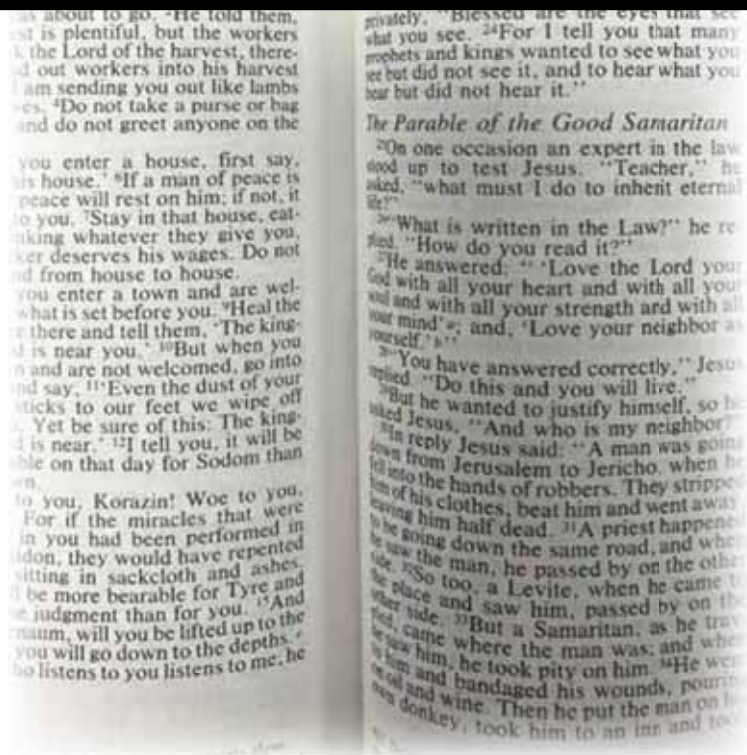 as about to go. ²He told them,
is plentiful, but the workers
the Lord of the harvest, there-
out workers into his harvest
am sending you out like lambs
⁴Do not take a purse or bag
and do not greet anyone on the
you enter a house, first say,
house.' ⁶If a man of peace is
peace will rest on him; if not, it
to you. ⁷Stay in that house, eat-
whatever they give you,
deserves his wages. Do not
from house to house.
you enter a town and are wel-
what is set before you. ⁹Heal the
there and tell them, 'The king-
is near you.' ¹⁰But when you
and are not welcomed, go into
and say, ¹¹'Even the dust of your
sticks to our feet we wipe off
Yet be sure of this: The king-
is near.' ¹²I tell you, it will be
on that day for Sodom than
to you, Korazin! Woe to you,
For if the miracles that were
in you had been performed in
they would have repented
sitting in sackcloth and ashes.
be more bearable for Tyre and
judgment than for you. ¹⁵And
will you be lifted up to the
you will go down to the depths.
listens to you listens to me; he
privately, "Blessed are the eyes that see
what you see. ²⁴For I tell you that many
prophets and kings wanted to see what you
see but did not see it, and to hear what you
hear but did not hear it."
The Parable of the Good Samaritan
²⁵On one occasion an expert in the law
stood up to test Jesus. "Teacher," he
asked, "what must I do to inherit eternal
life?"
²⁶"What is written in the Law?" he re-
plied. "How do you read it?"
²⁷He answered: " 'Love the Lord your
God with all your heart and with all your
soul and with all your strength and with all
your mind'ᵃ; and, 'Love your neighbor as
yourself.'ᵇ"
²⁸"You have answered correctly," Jesus
replied. "Do this and you will live."
²⁹But he wanted to justify himself, so he
asked Jesus, "And who is my neighbor?"
³⁰In reply Jesus said: "A man was going
down from Jerusalem to Jericho, when he
fell into the hands of robbers. They stripped
him of his clothes, beat him and went away,
leaving him half dead. ³¹A priest happened
to be going down the same road, and when
he saw the man, he passed by on the other
side. ³²So too, a Levite, when he came to
the place and saw him, passed by on the
other side. ³³But a Samaritan, as he trav
came where the man was; and when
he saw him, he took pity on him. ³⁴He went
to him and bandaged his wounds, pouring
on oil and wine. Then he put the man on his
own donkey, took him to an inn and took